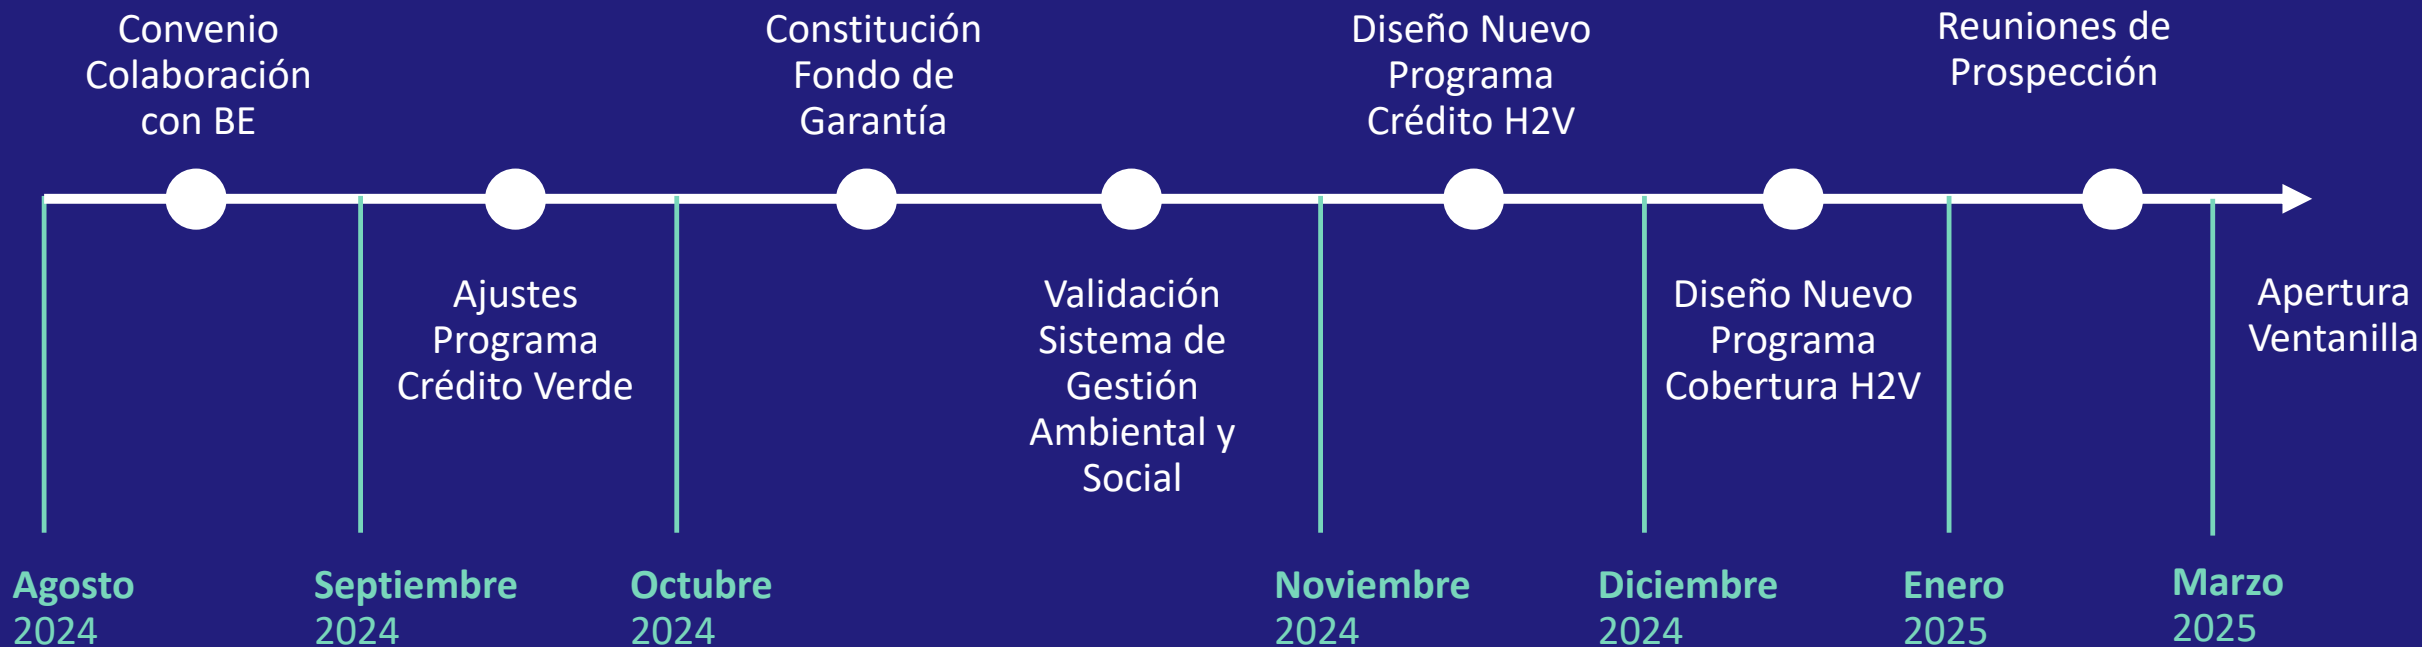 Convenio
Colaboración
con BE
Constitución
Fondo de
Garantía
Diseño Nuevo
Programa
Crédito H2V
Reuniones de
Prospección
Ajustes
Programa
Crédito Verde
Validación
Sistema de
Gestión
Ambiental y
Social
Diseño Nuevo
Programa
Cobertura H2V
Apertura
Ventanilla
Agosto
2024
Septiembre
2024
Octubre
2024
Noviembre
2024
Diciembre
2024
Enero
2025
Marzo
2025